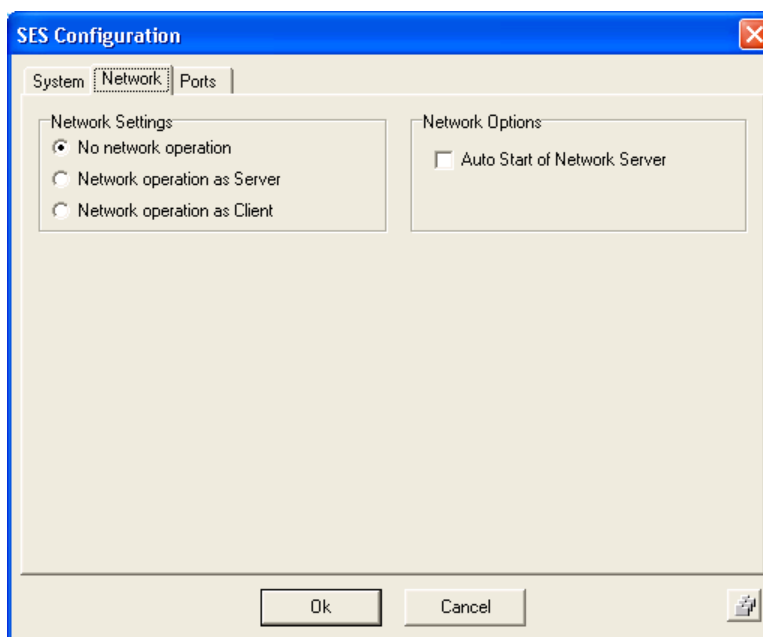 SES Configuration
System Network Ports
Network Settings
No network operation
Network operation as Server
Network operation as Client
Network Options
Auto Start of Network Server
Ok Cancel